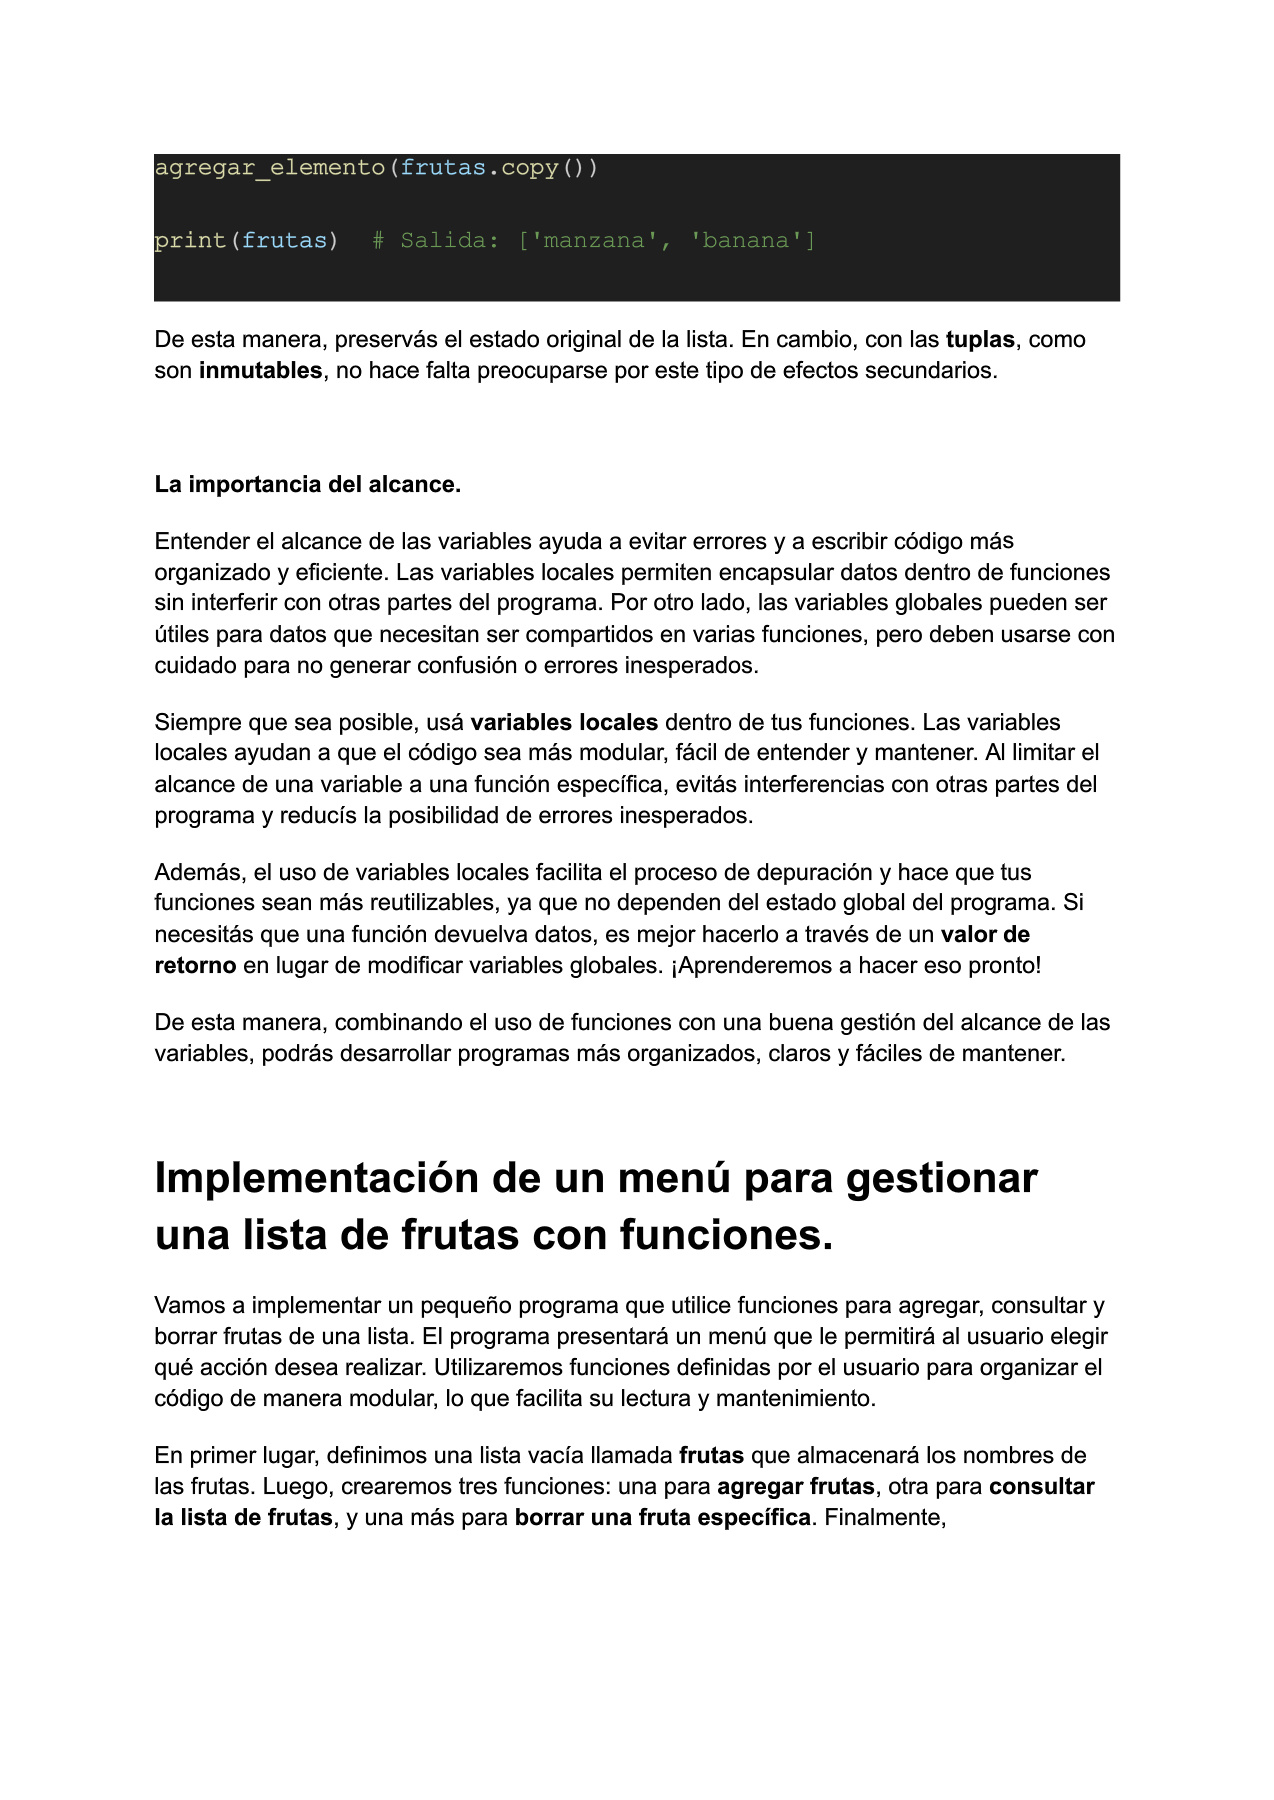 agregar_elemento(frutas.copy())
print(frutas)  # Salida: ['manzana', 'banana']
De esta manera, preservás el estado original de la lista. En cambio, con las tuplas, como
son inmutables, no hace falta preocuparse por este tipo de efectos secundarios.
La importancia del alcance.
Entender el alcance de las variables ayuda a evitar errores y a escribir código más
organizado y eficiente. Las variables locales permiten encapsular datos dentro de funciones
sin interferir con otras partes del programa. Por otro lado, las variables globales pueden ser
útiles para datos que necesitan ser compartidos en varias funciones, pero deben usarse con
cuidado para no generar confusión o errores inesperados.
Siempre que sea posible, usá variables locales dentro de tus funciones. Las variables
locales ayudan a que el código sea más modular, fácil de entender y mantener. Al limitar el
alcance de una variable a una función específica, evitás interferencias con otras partes del
programa y reducís la posibilidad de errores inesperados.
Además, el uso de variables locales facilita el proceso de depuración y hace que tus
funciones sean más reutilizables, ya que no dependen del estado global del programa. Si
necesitás que una función devuelva datos, es mejor hacerlo a través de un valor de
retorno en lugar de modificar variables globales. ¡Aprenderemos a hacer eso pronto!
De esta manera, combinando el uso de funciones con una buena gestión del alcance de las
variables, podrás desarrollar programas más organizados, claros y fáciles de mantener.
Implementación de un menú para gestionar
una lista de frutas con funciones.
Vamos a implementar un pequeño programa que utilice funciones para agregar, consultar y
borrar frutas de una lista. El programa presentará un menú que le permitirá al usuario elegir
qué acción desea realizar. Utilizaremos funciones definidas por el usuario para organizar el
código de manera modular, lo que facilita su lectura y mantenimiento.
En primer lugar, definimos una lista vacía llamada frutas que almacenará los nombres de
las frutas. Luego, crearemos tres funciones: una para agregar frutas, otra para consultar
la lista de frutas, y una más para borrar una fruta específica. Finalmente,